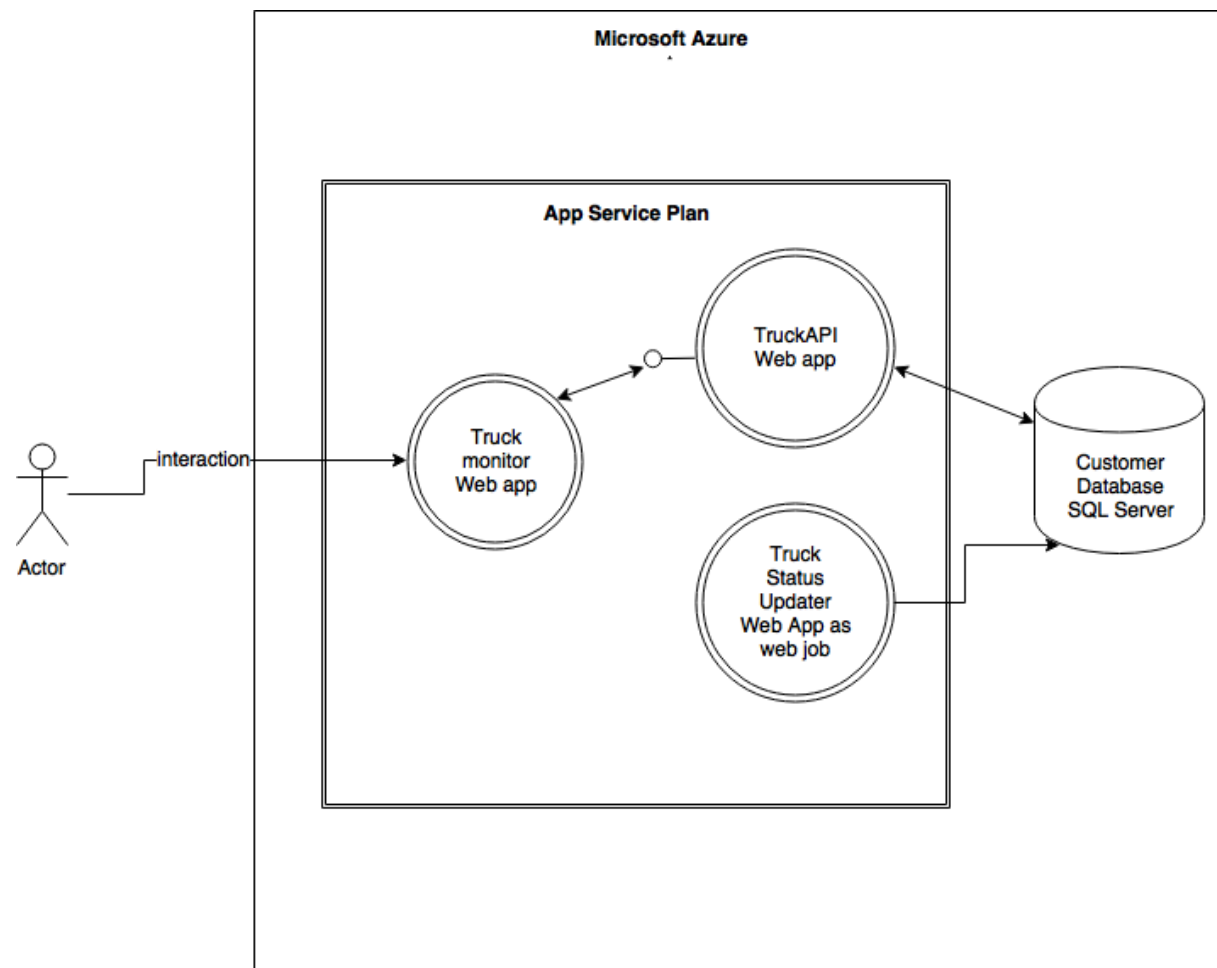 Microsoft Azure
App Service Plan
TruckAPI
Web app
Truck
monitor
Web app
interaction
Actor
Customer
Database
SQL Server
Truck
Status
Updater
Web App as
web job